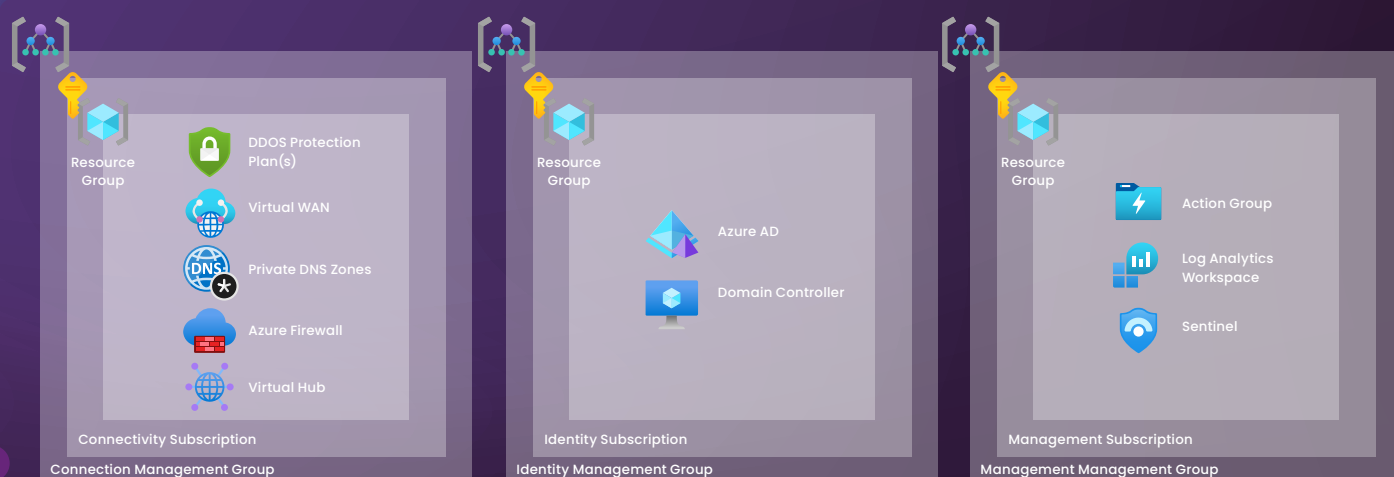 Resource
Group
DDOS Protection
Plan(s)
Virtual WAN
DNS
Private DNS Zones
Azure Firewall
Virtual Hub
Connectivity Subscription
Connection Management Group
Resource
Group
Azure AD
Domain Controller
Identity Subscription
Identity Management Group
Resource
Group
Action Group
Log Analytics
Workspace
Sentinel
Management Subscription
Management Management Group